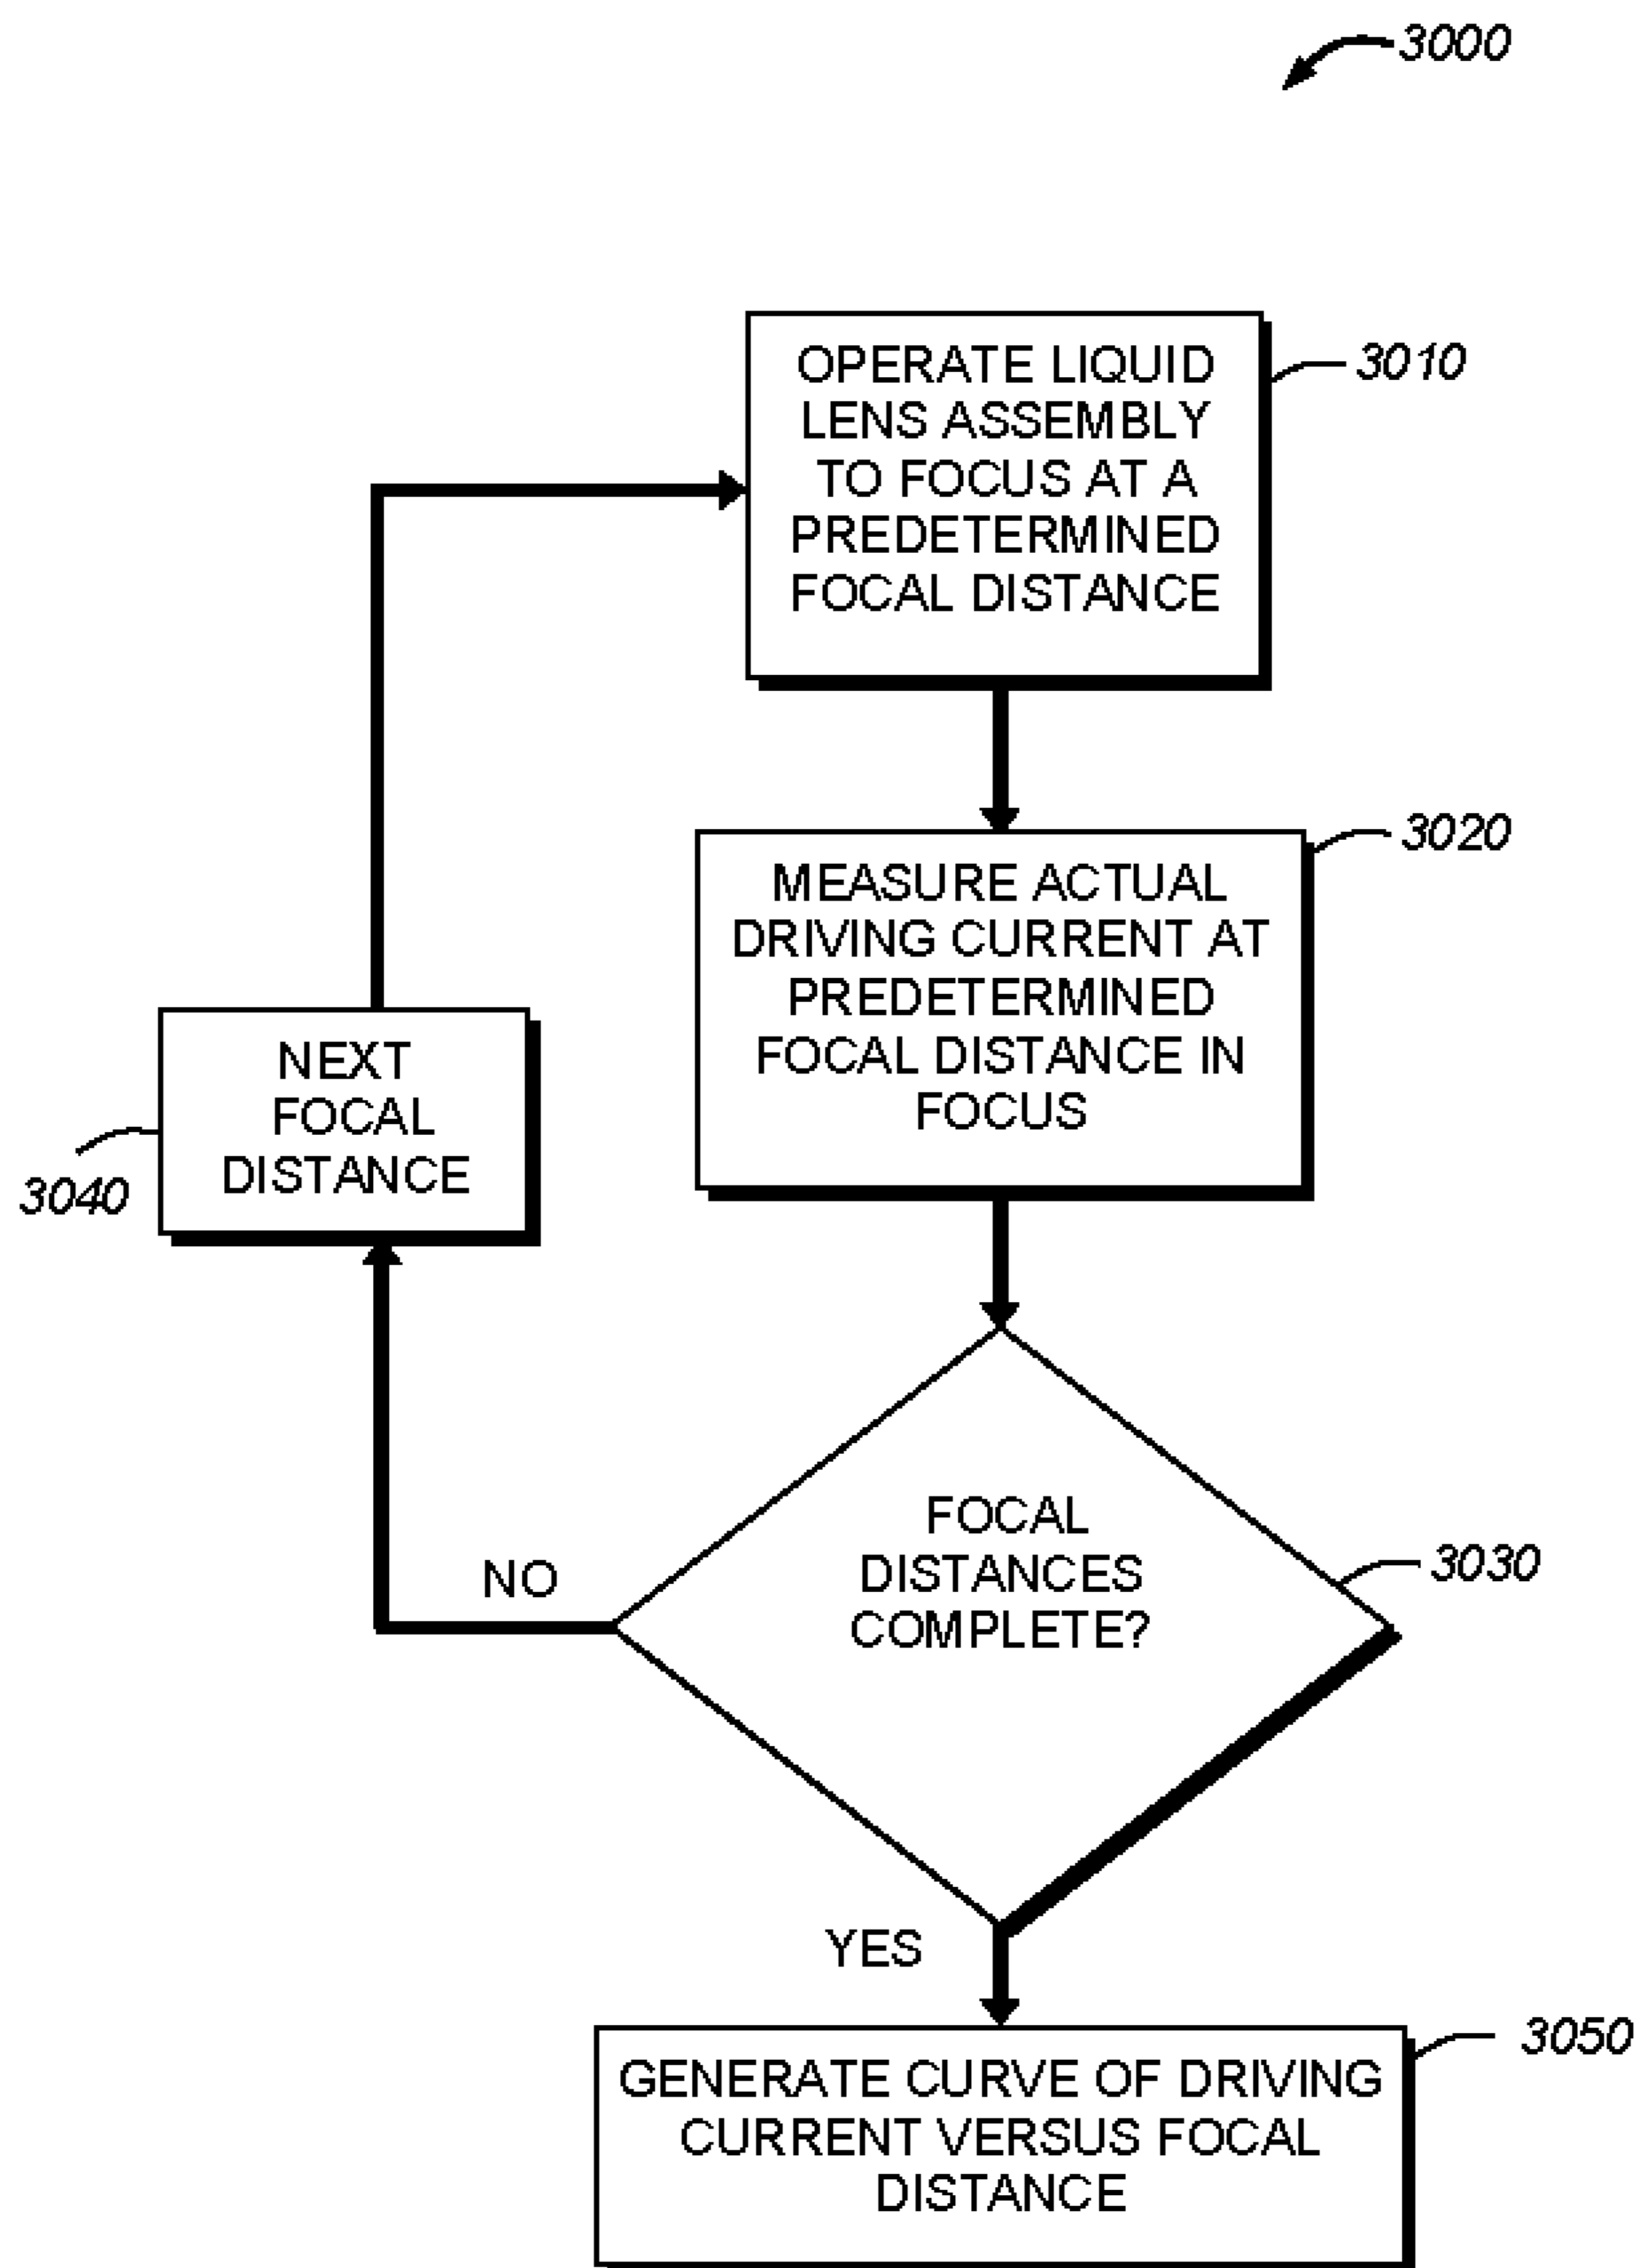 3000
OPERATE LIQUID
LENS ASSEMBLY
TO FOCUS AT A
PREDETERMINED
FOCAL DISTANCE
3010
MEASURE ACTUAL
DRIVING CURRENT AT
PREDETERMINED
FOCAL DISTANCE IN
FOCUS
3020
NEXT
FOCAL
DISTANCE
3040
FOCAL
DISTANCES
COMPLETE?
3030
NO
YES
GENERATE CURVE OF DRIVING
CURRENT VERSUS FOCAL
DISTANCE
3050